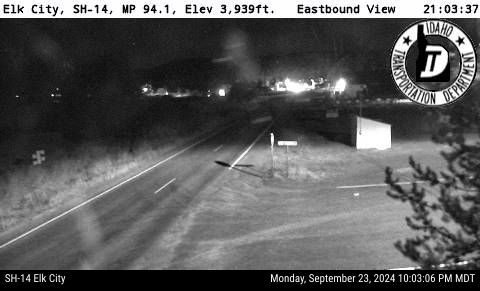 Elk City, SH-14, MP 94.1, Elev 3,939ft. Eastbound View 21:03:37
IDAHO
TRANSPORTATION DEPARTMENT
SH-14 Elk City Monday, September 23, 2024 10:03:06 PM MDT